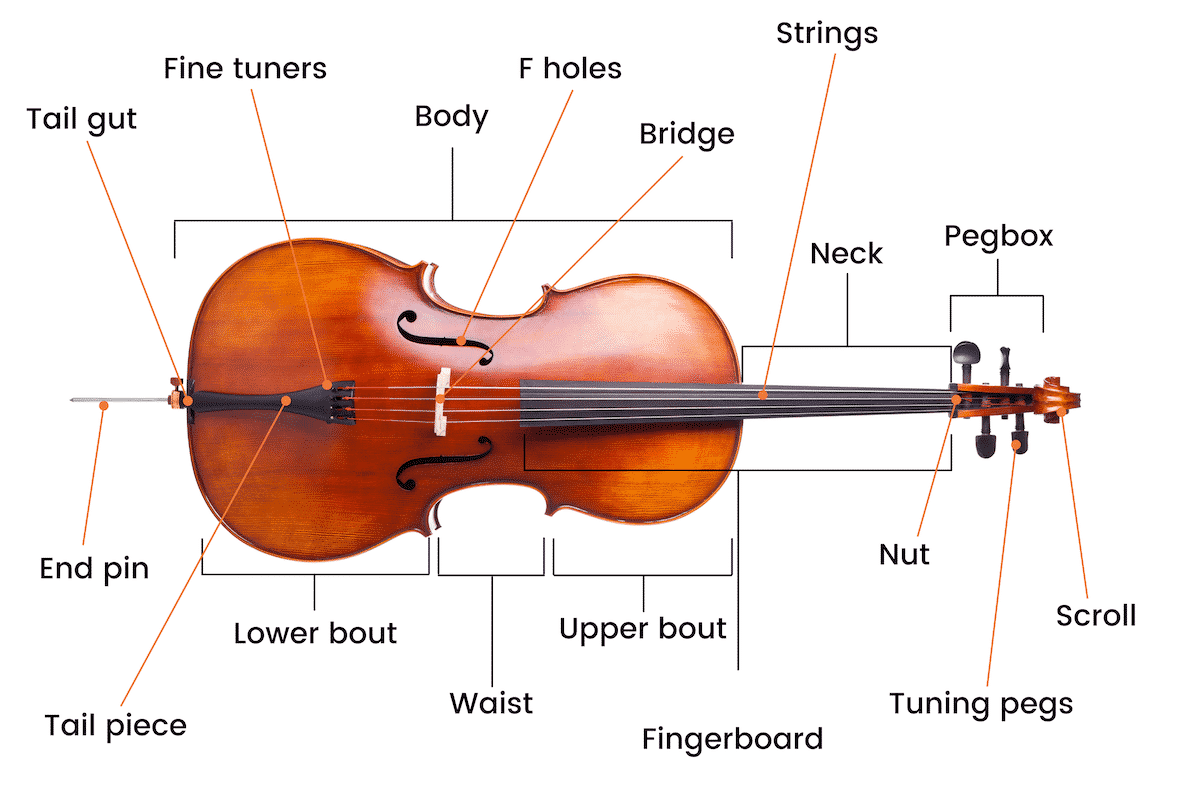 Strings
Fine tuners
F holes
Tail gut
Body
Bridge
Pegbox
Neck
End pin
Nut
Scroll
Lower bout
Upper bout
Waist
Tuning pegs
Tail piece
Fingerboard